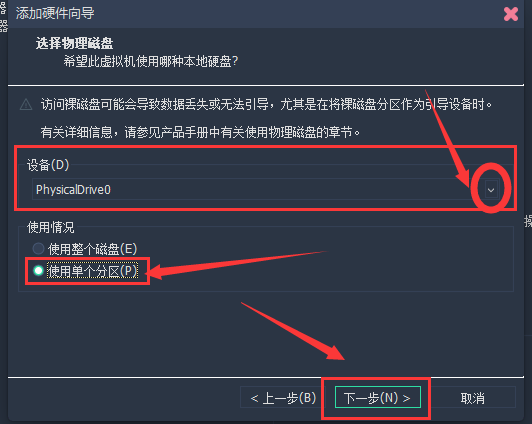 添加硬件向导
器
器
选择物理磁盘
希望此虚拟机使用哪种本地硬盘?
访问裸磁盘可能会导致数据丢失或无法引导，尤其是在将裸磁盘分区作为引导设备时。
有关详细信息，请参见产品手册中有关使用物理磁盘的章节。
设备(D)
PhysicalDrive0
操
使用情况
使用整个磁盘(E)
使用单个分区(P)
< 上一步(B)
下一步(N) >
取消